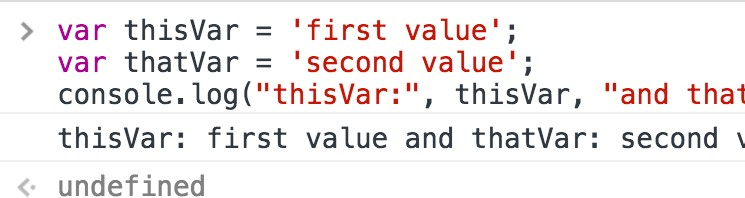 > var thisVar = 'first value';
var thatVar = 'second value';
console.log("thisVar:", thisVar, "and that
thisVar: first value and thatVar: second v
undefined